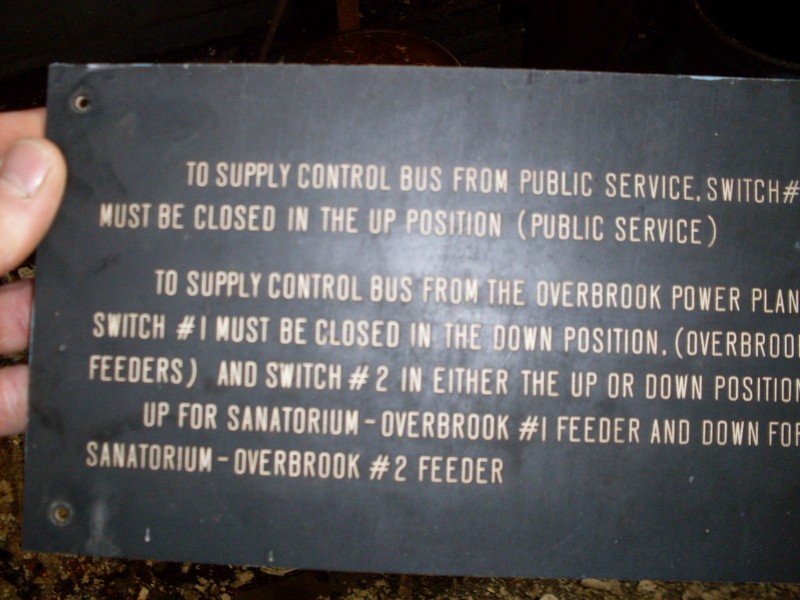 TO SUPPLY CONTROL BUS FROM PUBLIC SERVICE, SWITCH#
MUST BE CLOSED IN THE UP POSITION (PUBLIC SERVICE)
TO SUPPLY CONTROL BUS FROM THE OVERBROOK POWER PLAN
SWITCH #1 MUST BE CLOSED IN THE DOWN POSITION. (OVERBROOK
FEEDERS) AND SWITCH #2 IN EITHER THE UP OR DOWN POSITION
UP FOR SANATORIUM-OVERBROOK #1 FEEDER AND DOWN FOR
SANATORIUM-OVERBROOK #2 FEEDER